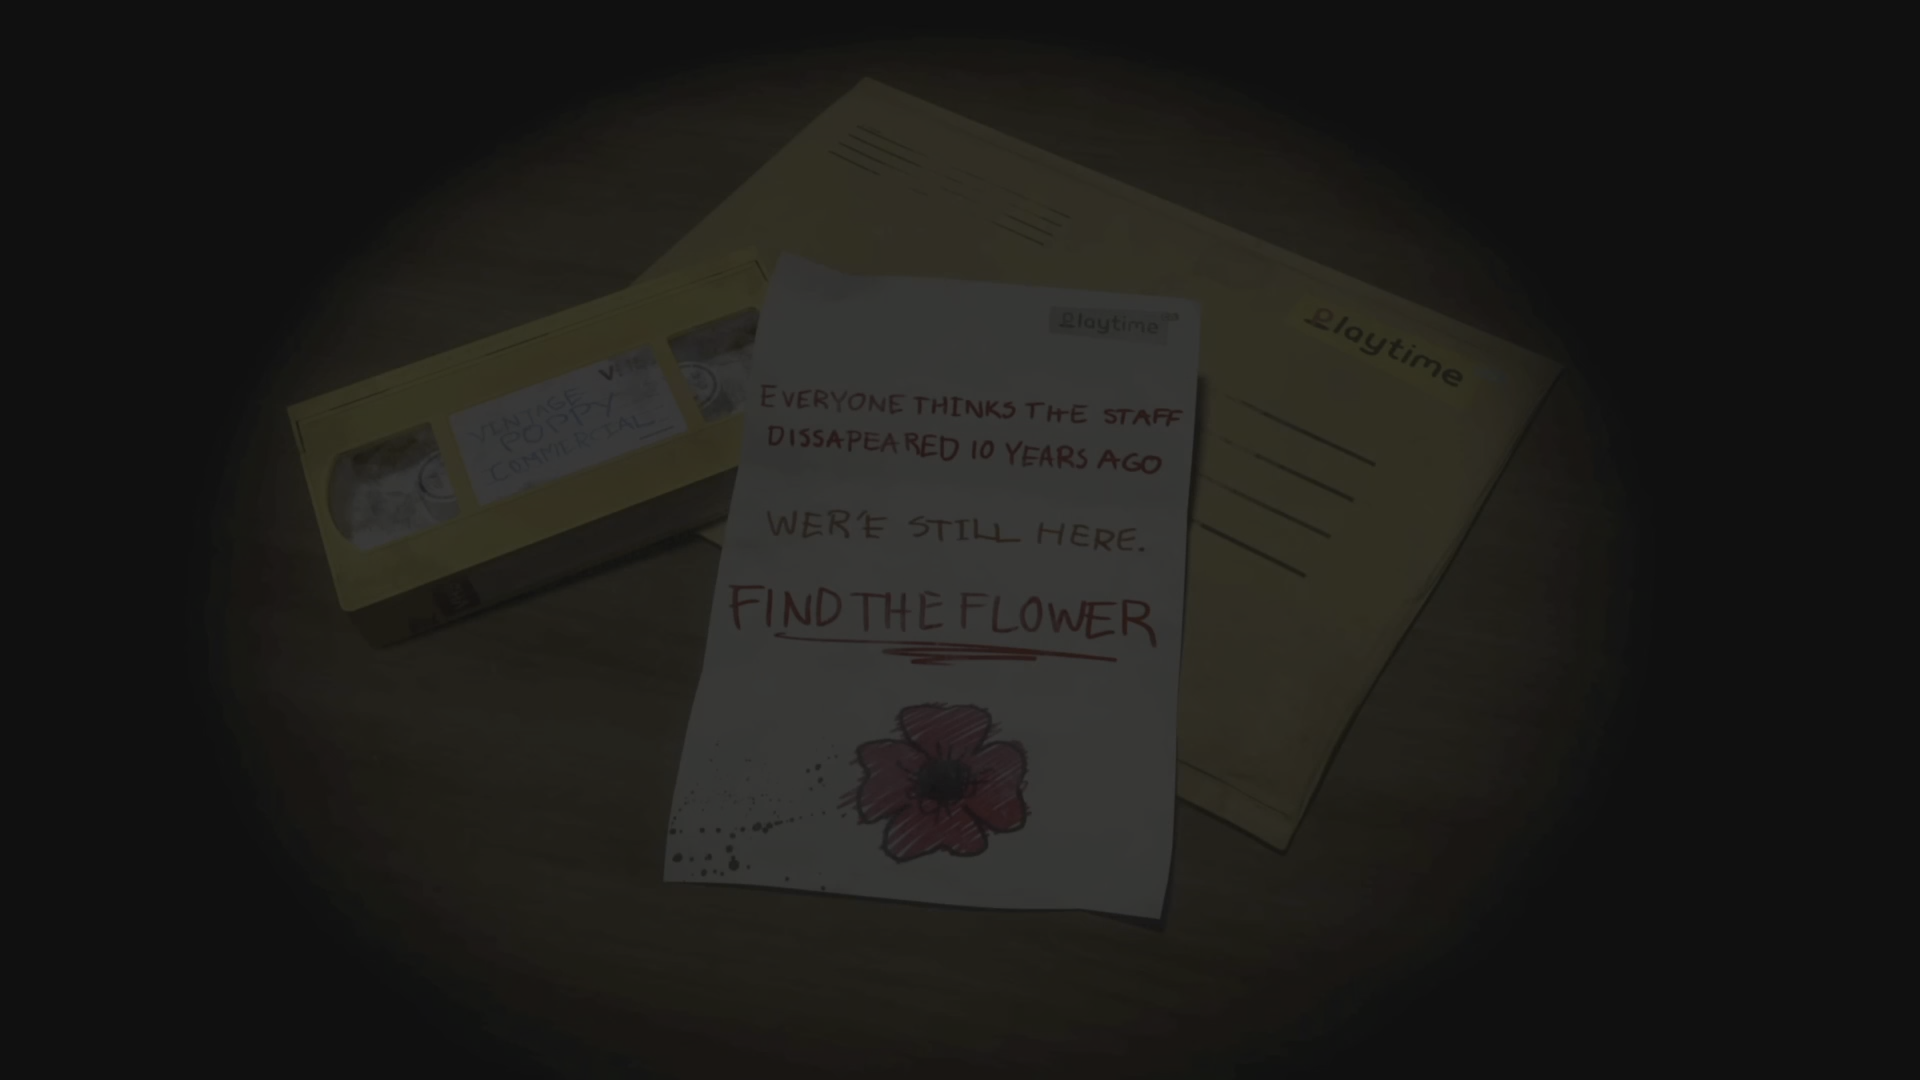 Playtime
Playtime
VHS
VENTAGE
POPPY
COMMERCIAL
EVERYONE THINKS THE STAFF
DISSAPEARED 10 YEARS AGO
WER'E STILL HERE.
FIND THE FLOWER